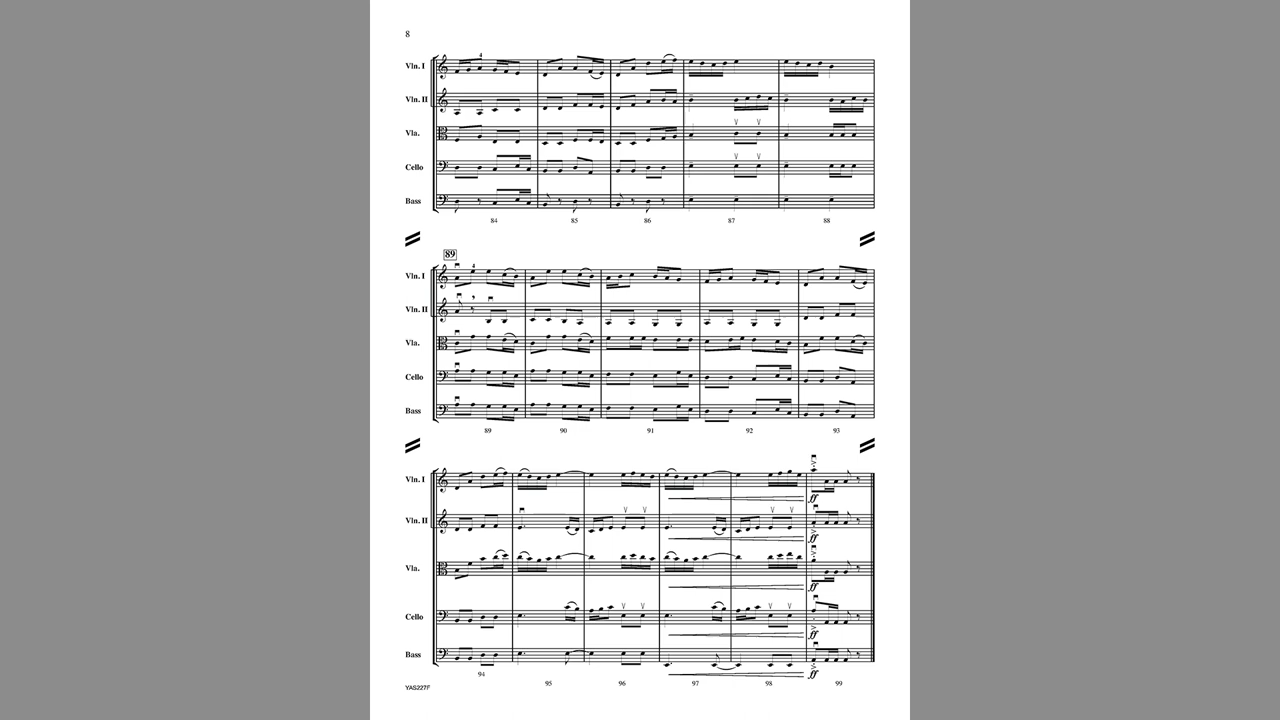 8
4
Vln. I
Vln. II
Vla.
Cello
Bass
84 85 86 87 88
89
4
Vln. I
Vln. II
Vla.
Cello
Bass
89 90 91 92 93
Vln. I
ff
Vln. II
ff
Vla.
ff
Cello
ff
Bass
ff
94 95 96 97 98 99
YAS227F